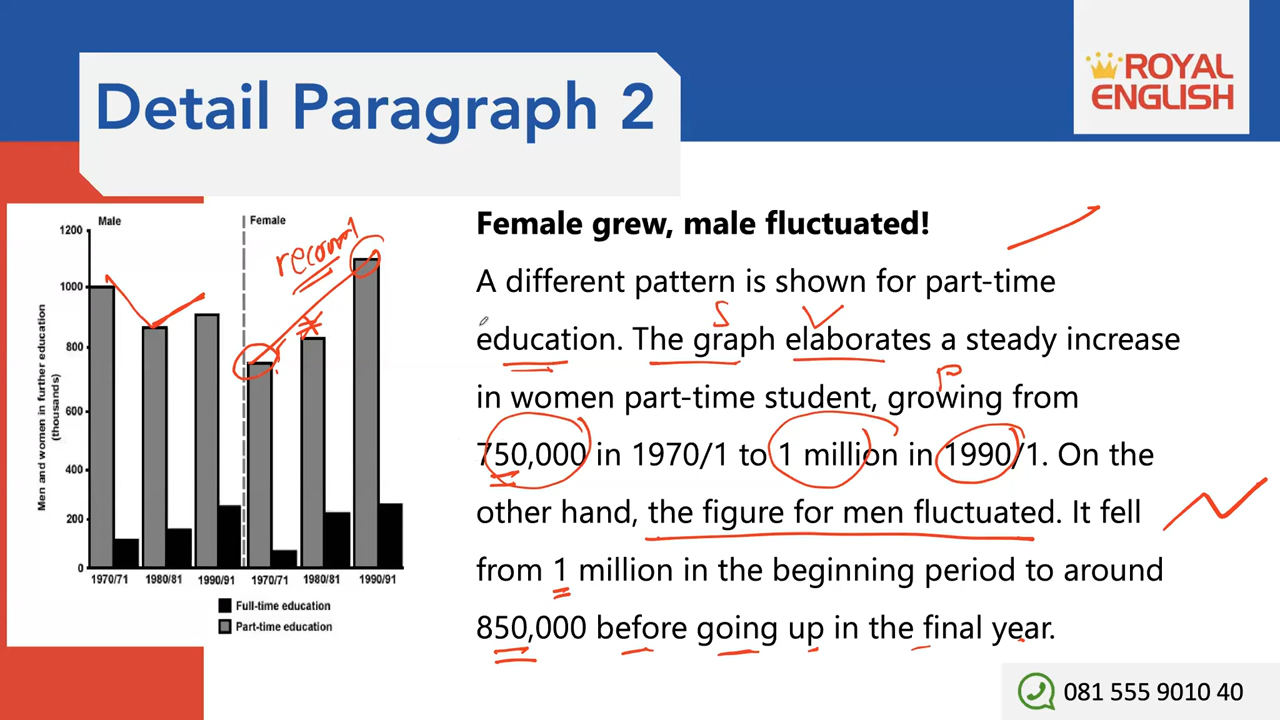 Detail Paragraph 2
ROYAL
ENGLISH
Male
Female
Men and women in further education
(thousands)
1200
1000
800
600
400
200
0
1970/71
1980/81
1990/91
1970/71
1980/81
1990/91
Full-time education
Part-time education
Female grew, male fluctuated!
A different pattern is shown for part-time
S
V
education. The graph elaborates a steady increase
P
in women part-time student, growing from
750,000 in 1970/1 to 1 million in 1990/1. On the
other hand, the figure for men fluctuated. It fell
from 1 million in the beginning period to around
850,000 before going up in the final year.
081 555 9010 40